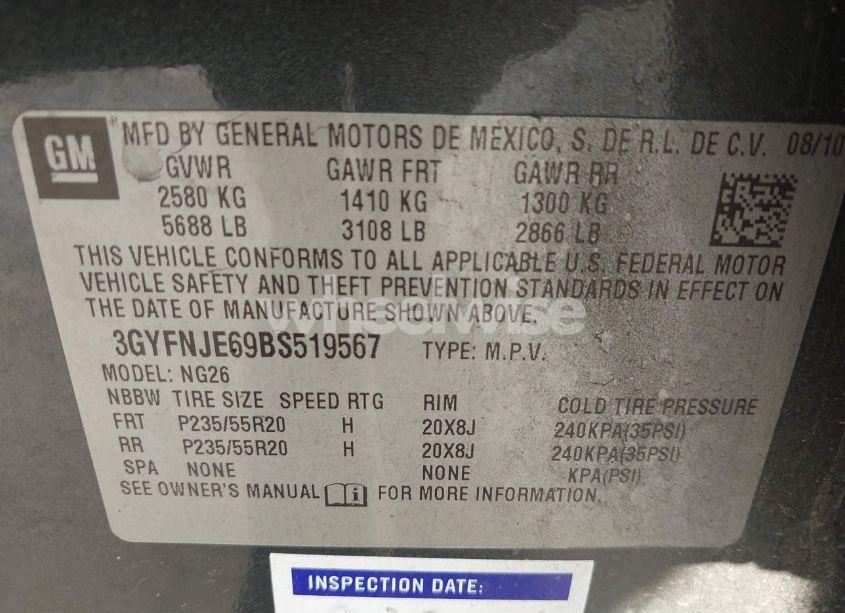 GM ® MFD BY GENERAL MOTORS DE MEXICO, S. DE R.L. DE C.V. 08/10
GVWR GAWR FRT GAWR RR
2580 KG 1410 KG 1300 KG
5688 LB 3108 LB 2866 LB
THIS VEHICLE CONFORMS TO ALL APPLICABLE U.S. FEDERAL MOTOR
VEHICLE SAFETY AND THEFT PREVENTION STANDARDS IN EFFECT ON
THE DATE OF MANUFACTURE SHOWN ABOVE.
wheelwise
3GYFNJE69BS519567 TYPE: M.P.V.
MODEL: NG26
NBBW TIRE SIZE SPEED RTG RIM COLD TIRE PRESSURE
FRT P235/55R20 H 20X8J 240KPA(35PSI)
RR P235/55R20 H 20X8J 240KPA(35PSI)
SPA NONE NONE KPA(PSI)
SEE OWNER'S MANUAL i FOR MORE INFORMATION.
INSPECTION DATE: